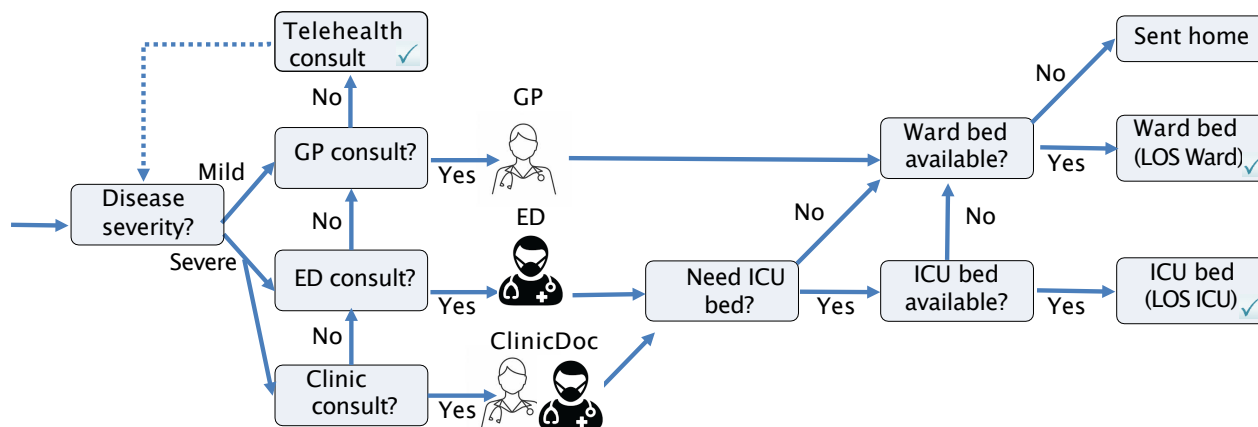 Telehealth
consult
Sent home
No
No
GP
GP consult?
Yes
Ward bed
available?
Yes
Ward bed
(LOS Ward)
Mild
Disease
severity?
No
ED
No
No
Severe
ED consult?
Yes
Need ICU
bed?
Yes
ICU bed
available?
Yes
ICU bed
(LOS ICU)
No
ClinicDoc
Clinic
consult?
Yes